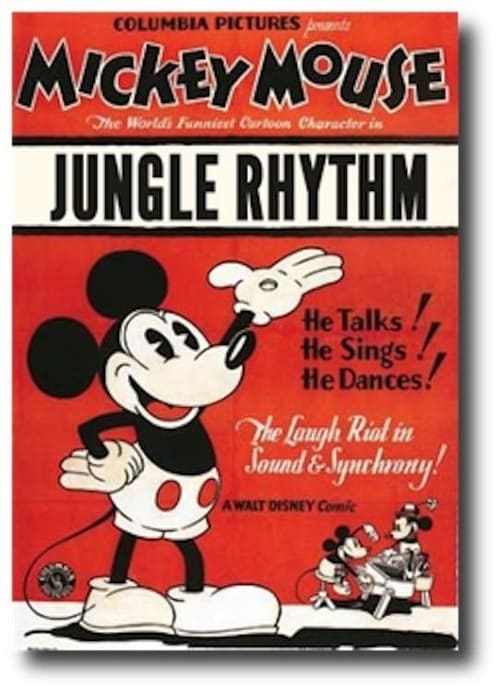 COLUMBIA PICTURES presents
MICKEY MOUSE
The World's Funniest Cartoon Character in
JUNGLE RHYTHM
He Talks!
He Sings!
He Dances!
The Laugh Riot in
Sound & Synchrony!
A WALT DISNEY Comic